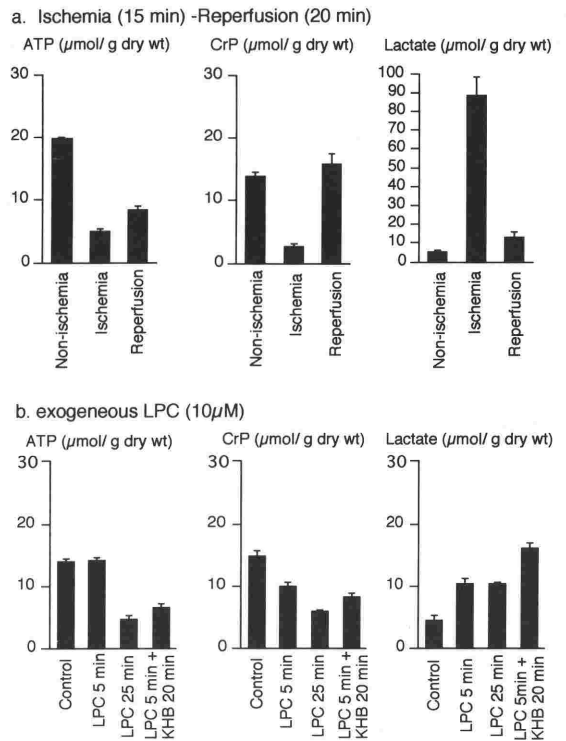 a. Ischemia (15 min) -Reperfusion (20 min)
ATP (μmol/ g dry wt)
30
20
10
0
Non-ischemia
Ischemia
Reperfusion
CrP (μmol/ g dry wt)
30
20
10
0
Non-ischemia
Ischemia
Reperfusion
Lactate (μmol/ g dry wt)
100
90
80
70
60
50
40
30
20
10
0
Non-ischemia
Ischemia
Reperfusion
b. exogeneous LPC (10μM)
ATP (μmol/ g dry wt)
30
20
10
0
Control
LPC 5 min
LPC 25 min
LPC 5 min +
KHB 20 min
CrP (μmol/ g dry wt)
30
20
10
0
Control
LPC 5 min
LPC 25 min
LPC 5 min +
KHB 20 min
Lactate (μmol/ g dry wt)
30
20
10
0
Control
LPC 5 min
LPC 25 min
LPC 5min +
KHB 20 min